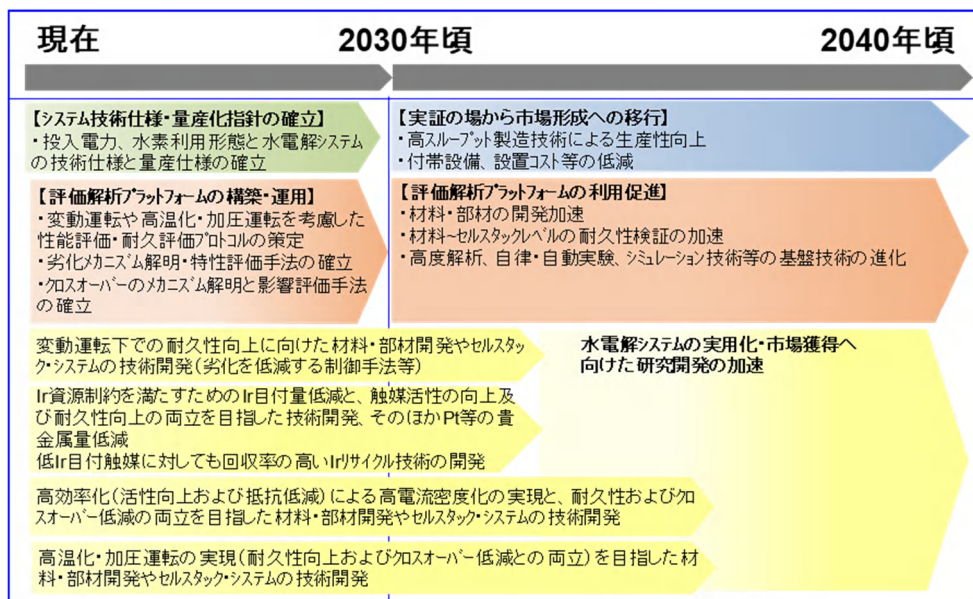 現在
2030年頃
2040年頃
【システム技術仕様・量産化指針の確立】
・投入電力、水素利用形態と水電解システム
の技術仕様と量産仕様の確立
【実証の場から市場形成への移行】
・高スループット製造技術による生産性向上
・付帯設備、設置コスト等の低減
【評価解析プラットフォームの構築・運用】
・変動運転や高温化・加圧運転を考慮した
性能評価・耐久評価プロトコルの策定
・劣化メカニズム解明・特性評価手法の確立
・クロスオーバーのメカニズム解明と影響評価手法
の確立
【評価解析プラットフォームの利用促進】
・材料・部材の開発加速
・材料~セルスタックレベルの耐久性検証の加速
・高度解析、自律・自動実験、シミュレーション技術等の基盤技術の進化
変動運転下での耐久性向上に向けた材料・部材開発やセルスタッ
ク・システムの技術開発(劣化を低減する制御手法等)
水電解システムの実用化・市場獲得へ
向けた研究開発の加速
Ir資源制約を満たすためのIr目付量低減と、触媒活性の向上及
び耐久性向上の両立を目指した技術開発、そのほかPt等の貴
金属量低減
低Ir目付触媒に対しても回収率の高いIrリサイクル技術の開発
高効率化(活性向上および抵抗低減)による高電流密度化の実現と、耐久性およびクロ
スオーバー低減の両立を目指した材料・部材開発やセルスタック・システムの技術開発
高温化・加圧運転の実現(耐久性向上およびクロスオーバー低減との両立)を目指した材
料・部材開発やセルスタック・システムの技術開発